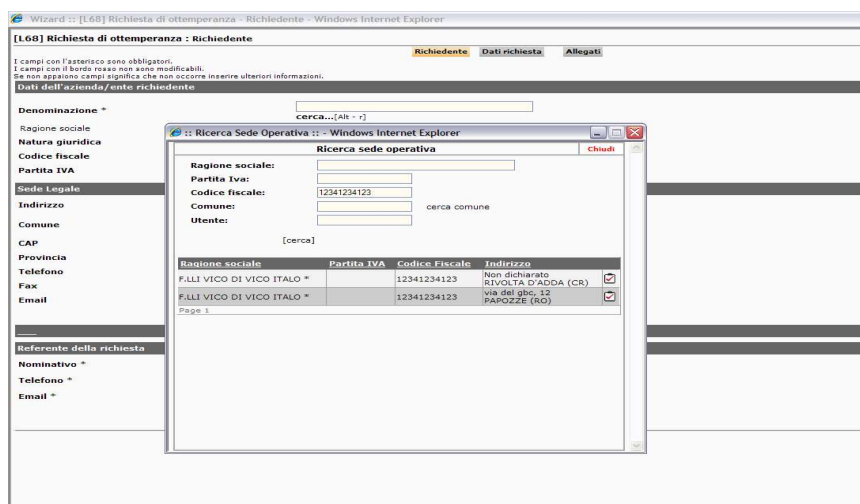 Wizard :: [L68] Richiesta di ottemperanza - Richiedente - Windows Internet Explorer
[L68] Richiesta di ottemperanza : Richiedente
Richiedente Dati richiesta Allegati
I campi con l'asterisco sono obbligatori.
I campi con il bordo rosso non sono modificabili.
Se non appaiono campi significa che non occorre inserire ulteriori informazioni.
Dati dell'azienda/ente richiedente
Denominazione *
cerca...[Alt - r]
Ragione sociale
Natura giuridica
Codice fiscale
Partita IVA
Sede Legale
Indirizzo
Comune
CAP
Provincia
Telefono
Fax
Email
Referente della richiesta
Nominativo *
Telefono *
Email *
:: Ricerca Sede Operativa :: - Windows Internet Explorer
Ricerca sede operativa Chiudi
Ragione sociale:
Partita Iva:
Codice fiscale: 12341234123
Comune: cerca comune
Utente:
[cerca]
Ragione sociale Partita IVA Codice Fiscale Indirizzo
F.LLI VICO DI VICO ITALO * 12341234123 Non dichiarato
RIVOLTA D'ADDA (CR)
F.LLI VICO DI VICO ITALO * 12341234123 via del gbc, 12
PAPOZZE (RO)
Page 1